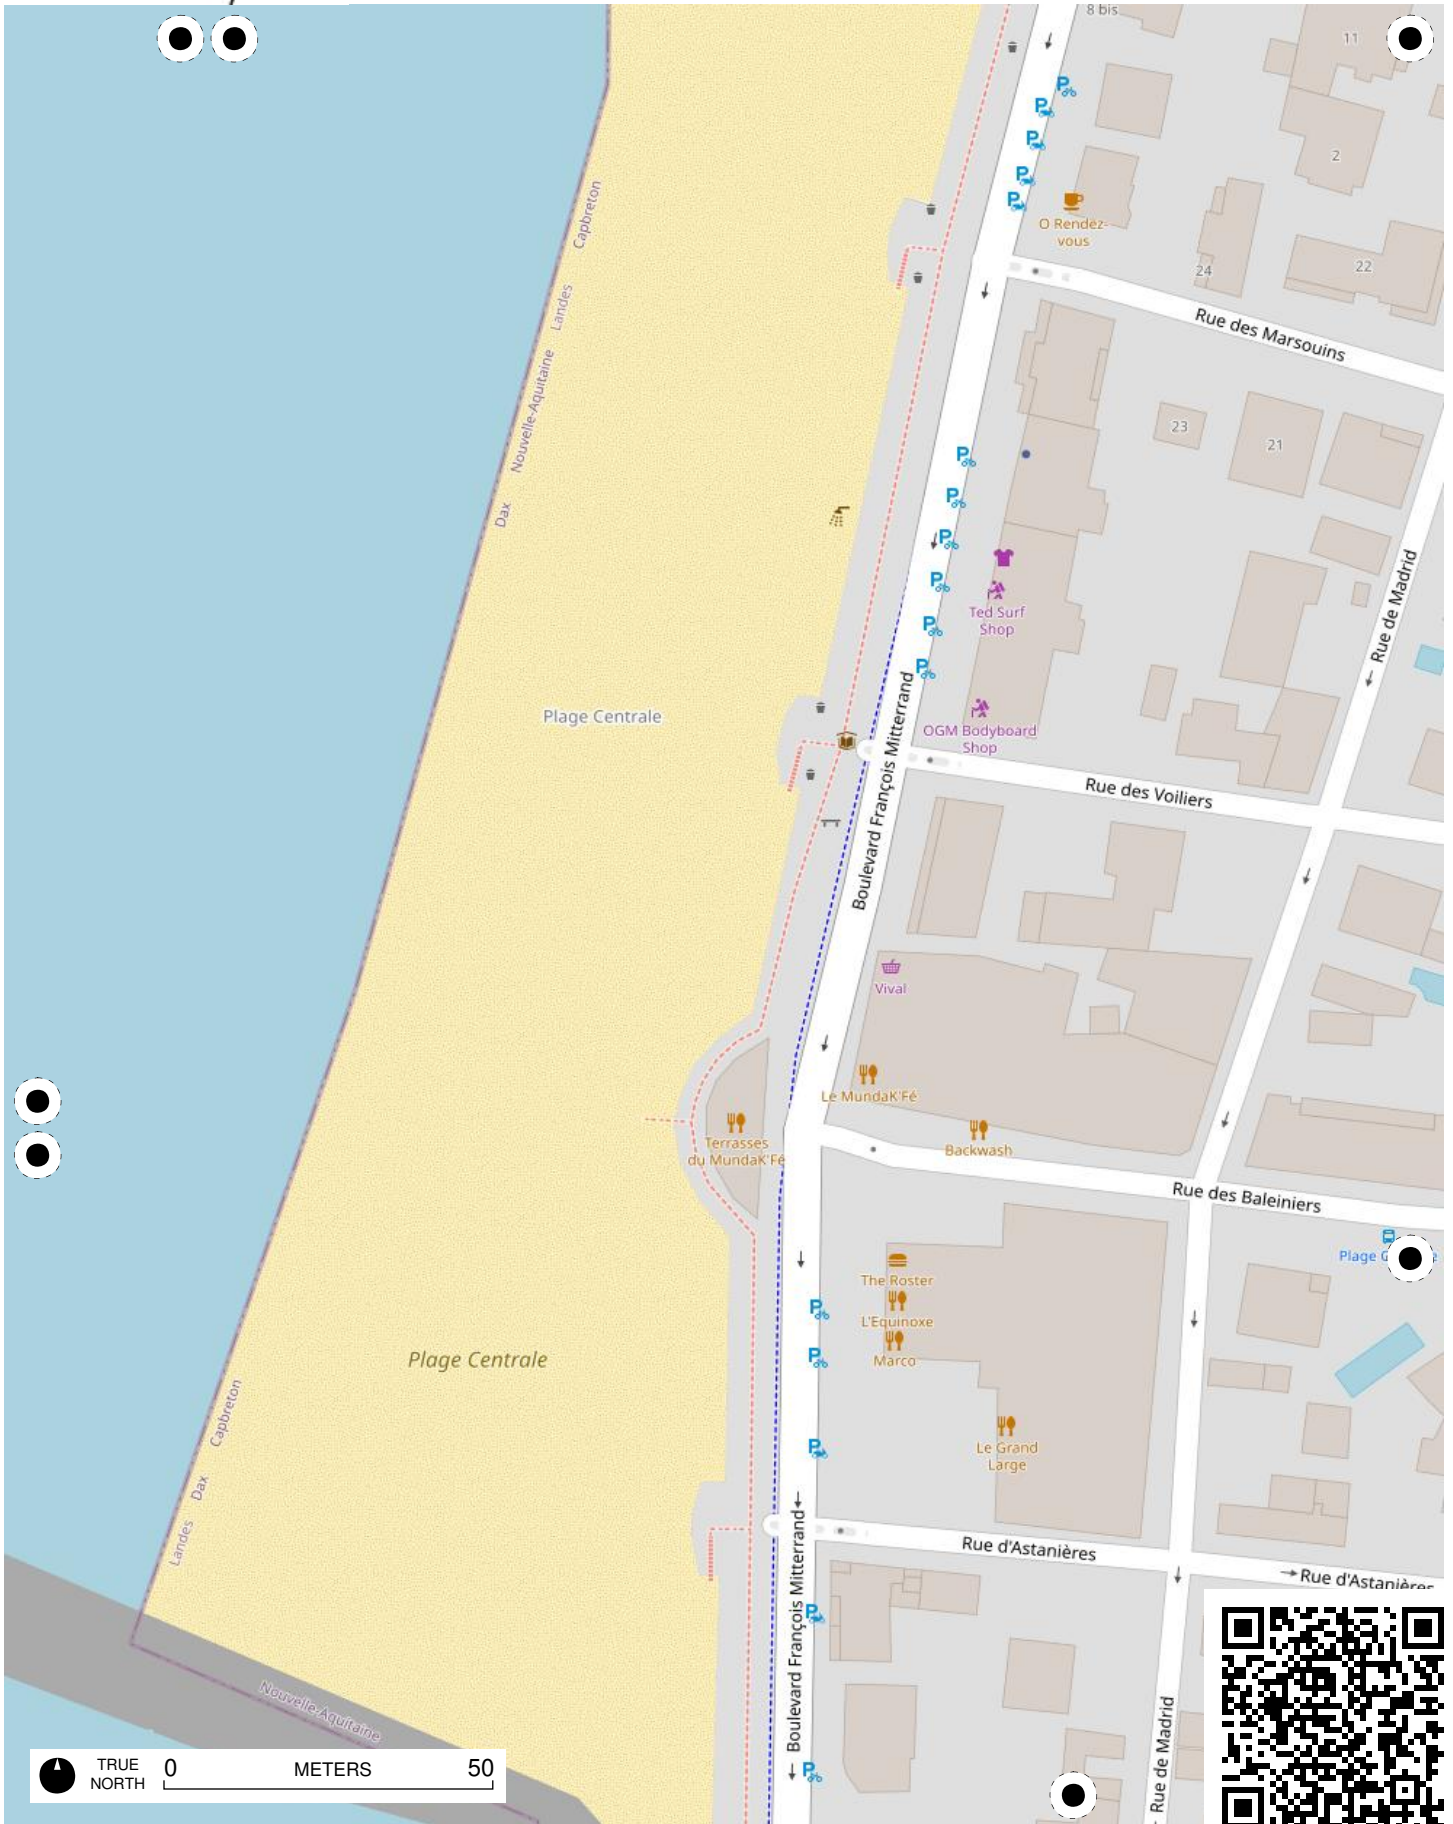 8 bis
11
2
O Rendez-
vous
24
22
Rue des Marsouins
Capbreton
Landes
Nouvelle-Aquitaine
Dax
23
21
Ted Surf
Shop
Rue de Madrid
Plage Centrale
OGM Bodyboard
Shop
Boulevard François Mitterrand
Rue des Voiliers
Vival
Le MundaK'Fé
Terrasses
du MundaK'Fé
Backwash
Rue des Baleiniers
Plage
The Roster
L'Equinoxe
Marco
Plage Centrale
Le Grand
Large
Capbreton
Dax
Landes
Rue d'Astanières
Rue d'Astanières
Boulevard François Mitterrand
Rue de Madrid
Nouvelle-Aquitaine
TRUE
NORTH
0 METERS 50